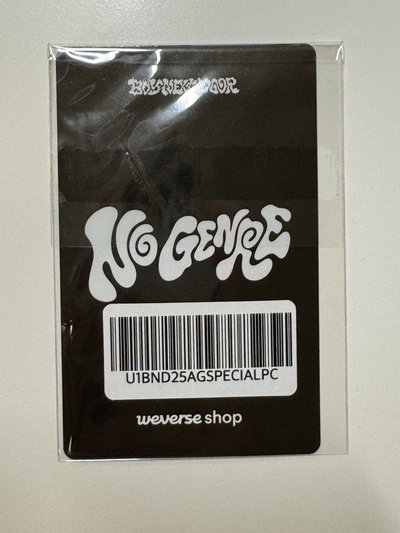 BOYNEXTDOOR
NO GENRE
U1BND25AGSPECIALPC
weverse shop